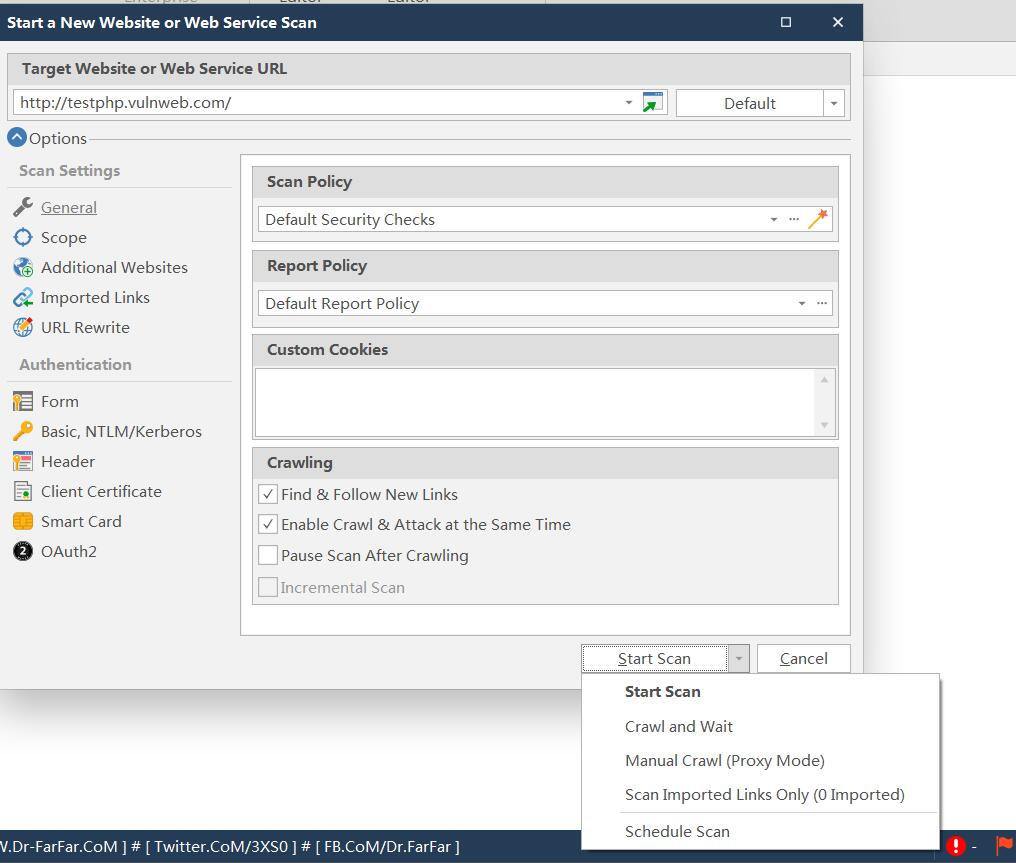 Start a New Website or Web Service Scan
Target Website or Web Service URL
http://testphp.vulnweb.com/
Default
Options
Scan Settings
General
Scope
Additional Websites
Imported Links
URL Rewrite
Authentication
Form
Basic, NTLM/Kerberos
Header
Client Certificate
Smart Card
2 OAuth2
Scan Policy
Default Security Checks
Report Policy
Default Report Policy
Custom Cookies
Crawling
Find & Follow New Links
Enable Crawl & Attack at the Same Time
Pause Scan After Crawling
Incremental Scan
Start Scan
Cancel
Start Scan
Crawl and Wait
Manual Crawl (Proxy Mode)
Scan Imported Links Only (0 Imported)
Schedule Scan
.Dr-FarFar.CoM ] # [ Twitter.CoM/3XS0 ] # [ FB.CoM/Dr.FarFar ]
-